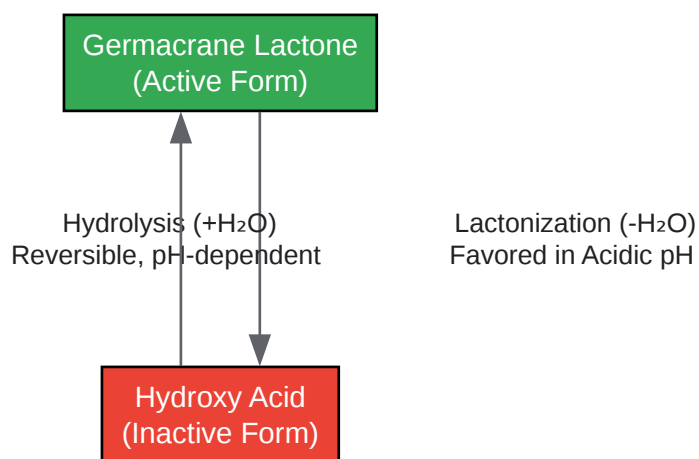 Germacrane Lactone
(Active Form)
Hydrolysis (+H₂O)
Reversible, pH-dependent
Lactonization (-H₂O)
Favored in Acidic pH
Hydroxy Acid
(Inactive Form)